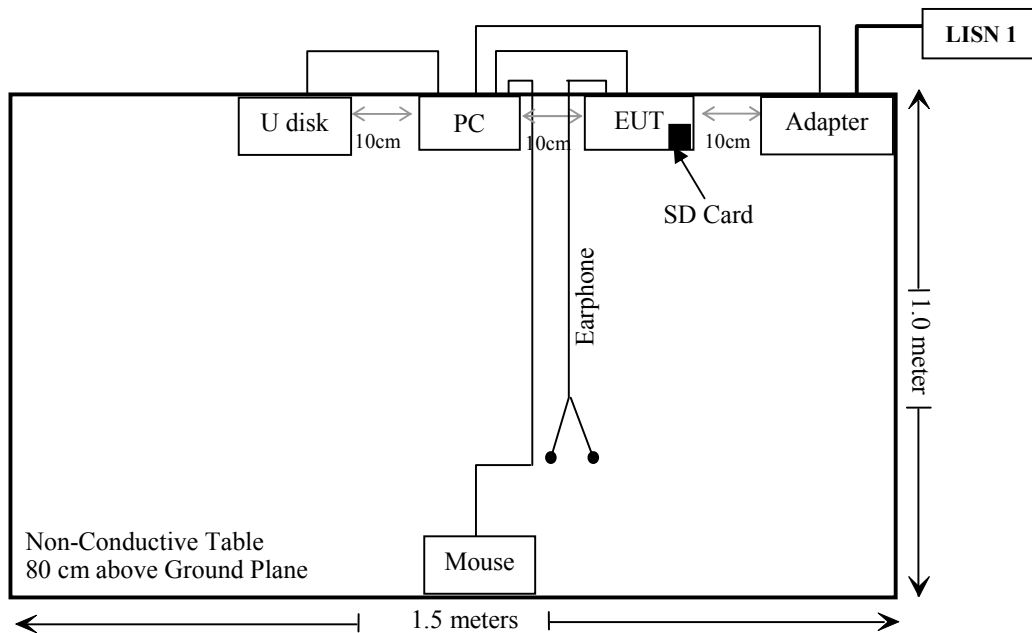 LISN 1
U disk
PC
EUT
Adapter
10cm
10cm
10cm
SD Card
Earphone
1.0 meter
Non-Conductive Table
80 cm above Ground Plane
Mouse
1.5 meters